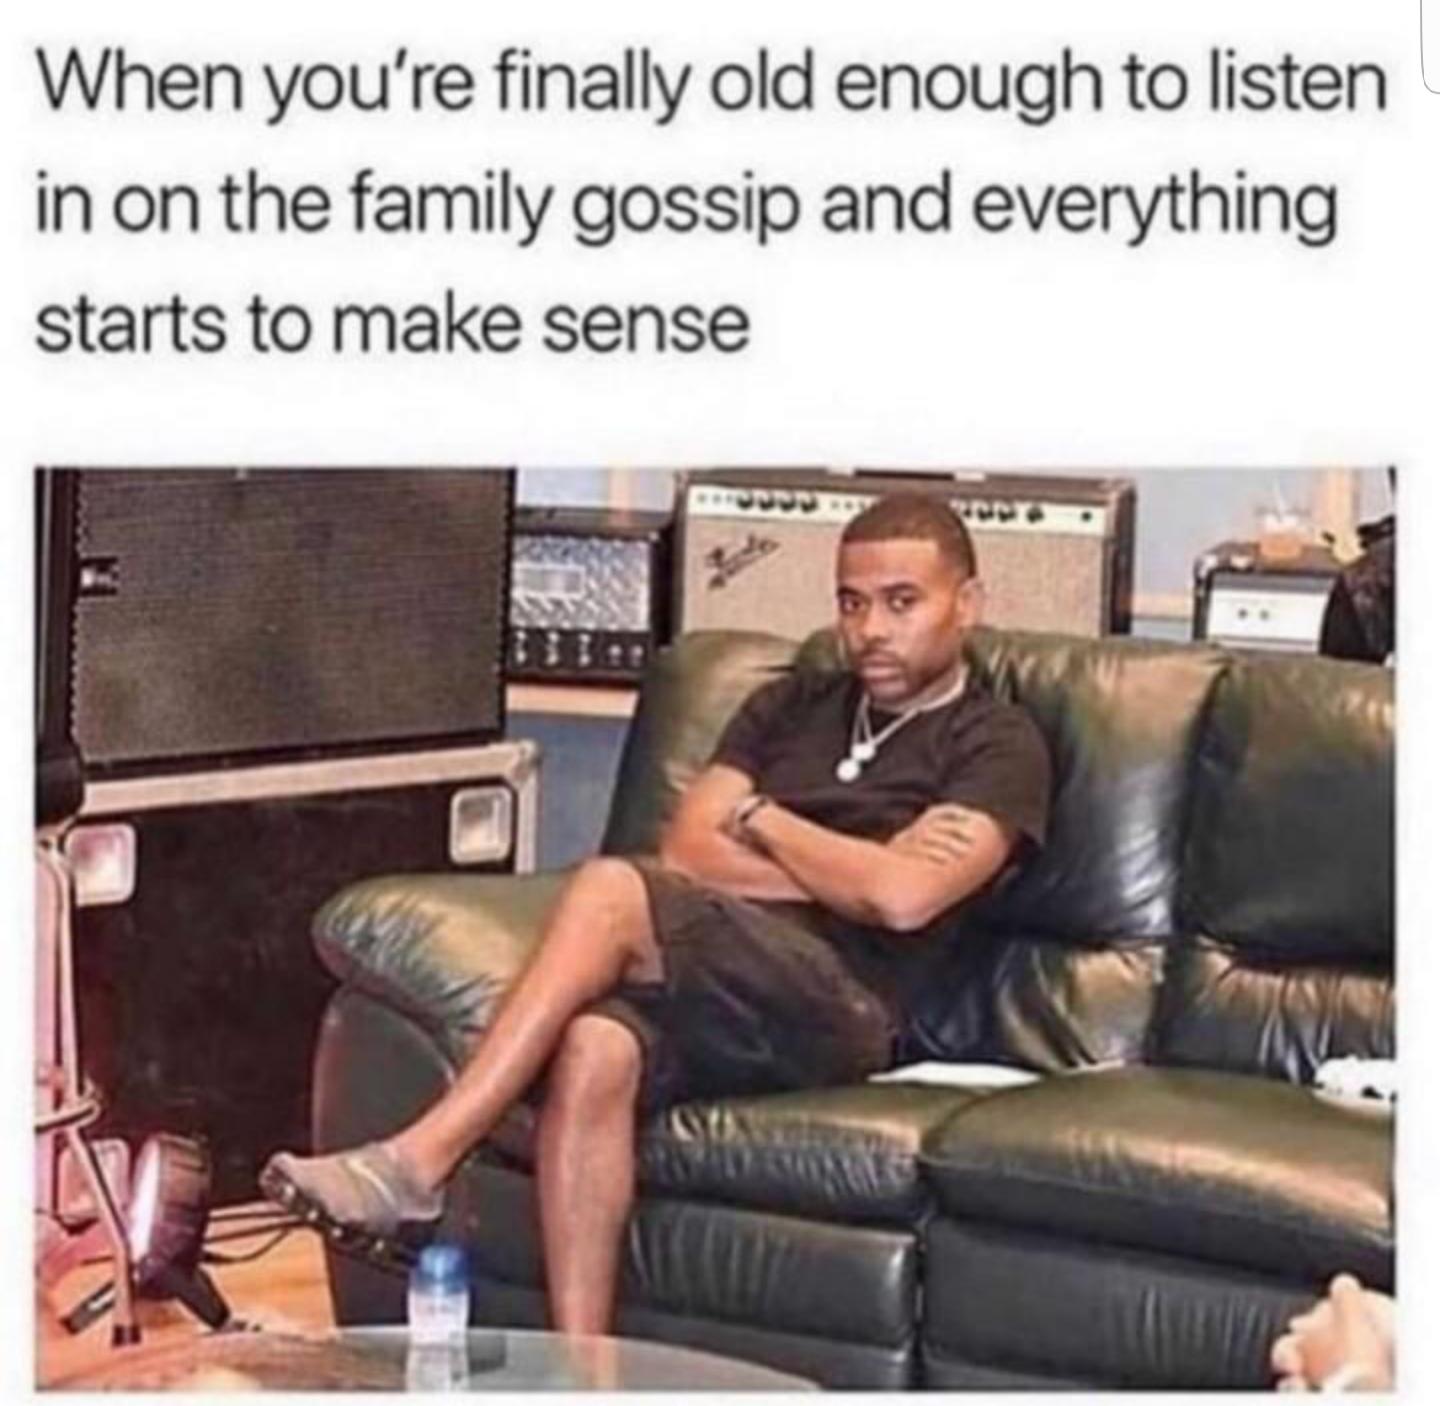 When you're finally old enough to listen
in on the family gossip and everything
starts to make sense
Fender